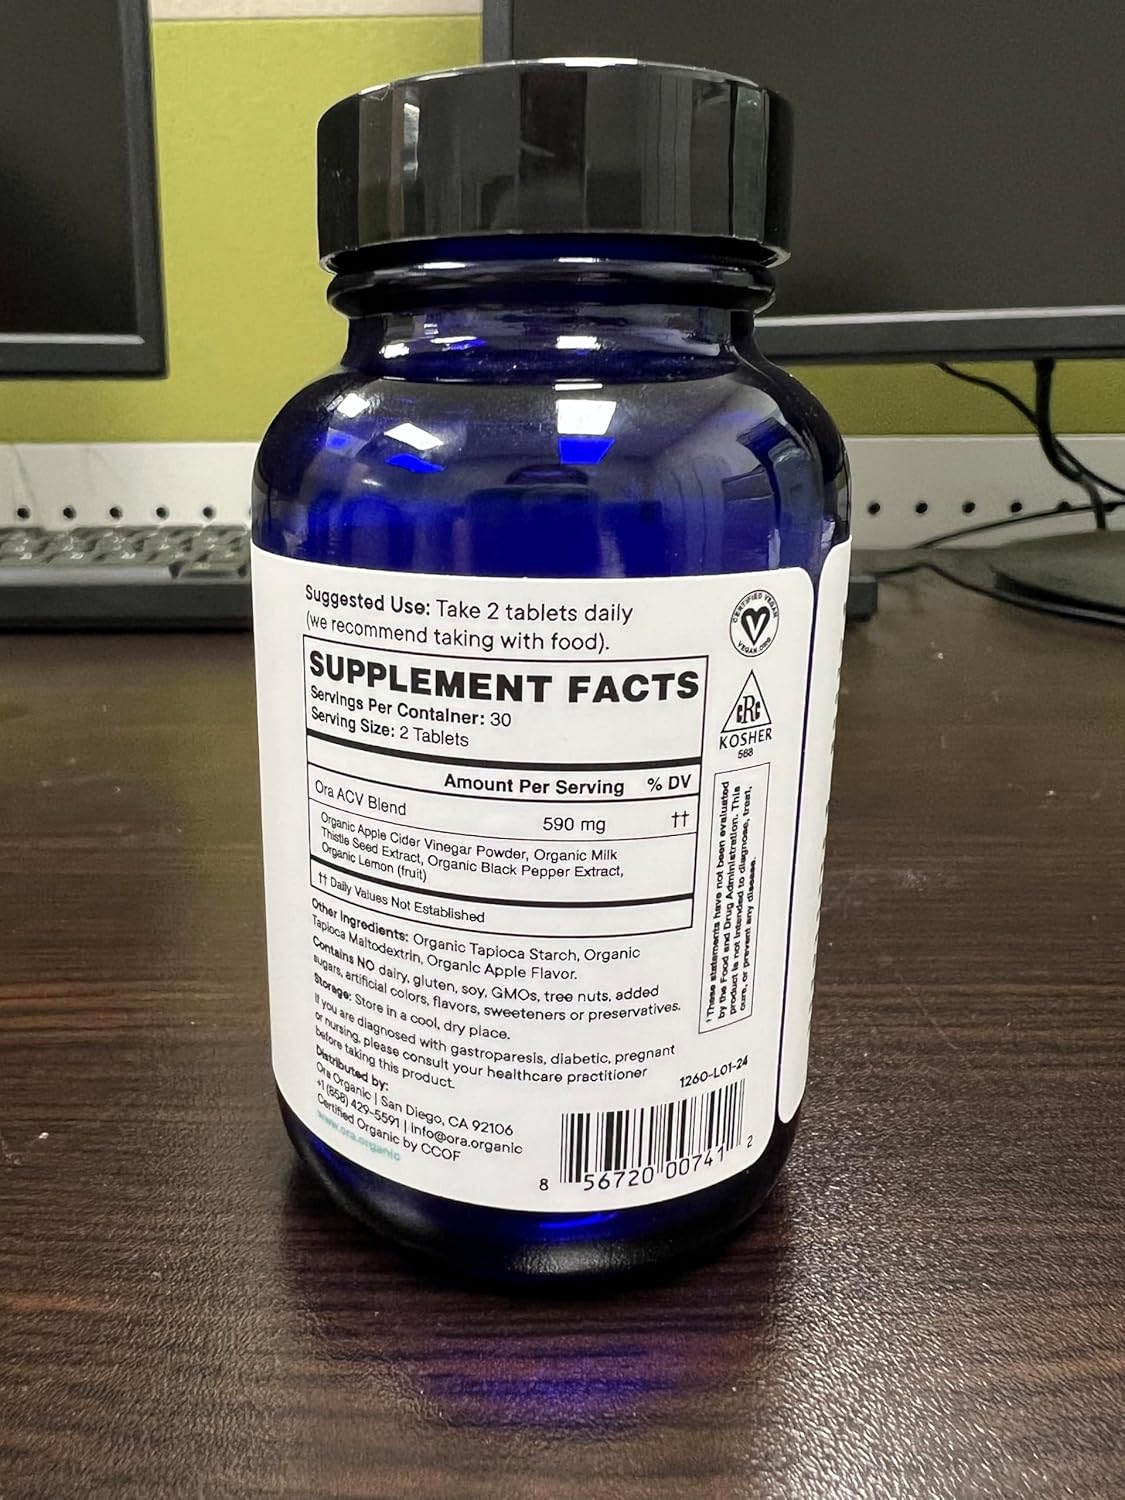 Suggested Use: Take 2 tablets daily
(we recommend taking with food).
SUPPLEMENT FACTS
Servings Per Container: 30
Serving Size: 2 Tablets
Amount Per Serving % DV
Ora ACV Blend 590 mg ††
Organic Apple Cider Vinegar Powder, Organic Milk
Thistle Seed Extract, Organic Black Pepper Extract,
Organic Lemon (fruit)
†† Daily Values Not Established
Other Ingredients: Organic Tapioca Starch, Organic
Tapioca Maltodextrin, Organic Apple Flavor.
Contains NO dairy, gluten, soy, GMOs, tree nuts, added
sugars, artificial colors, flavors, sweeteners or preservatives.
Storage: Store in a cool, dry place.
If you are diagnosed with gastroparesis, diabetic, pregnant
or nursing, please consult your healthcare practitioner
before taking this product.
Distributed by:
Ora Organic | San Diego, CA 92106
+1 (858) 429-5591 | info@ora.organic
Certified Organic by CCOF
www.ora.organic
CERTIFIED VEGAN
VEGAN.ORG
cRc
KOSHER
568
† These statements have not been evaluated
by the Food and Drug Administration. This
product is not intended to diagnose, treat,
cure, or prevent any disease.
1260-L01-24
8 56720 00741 2